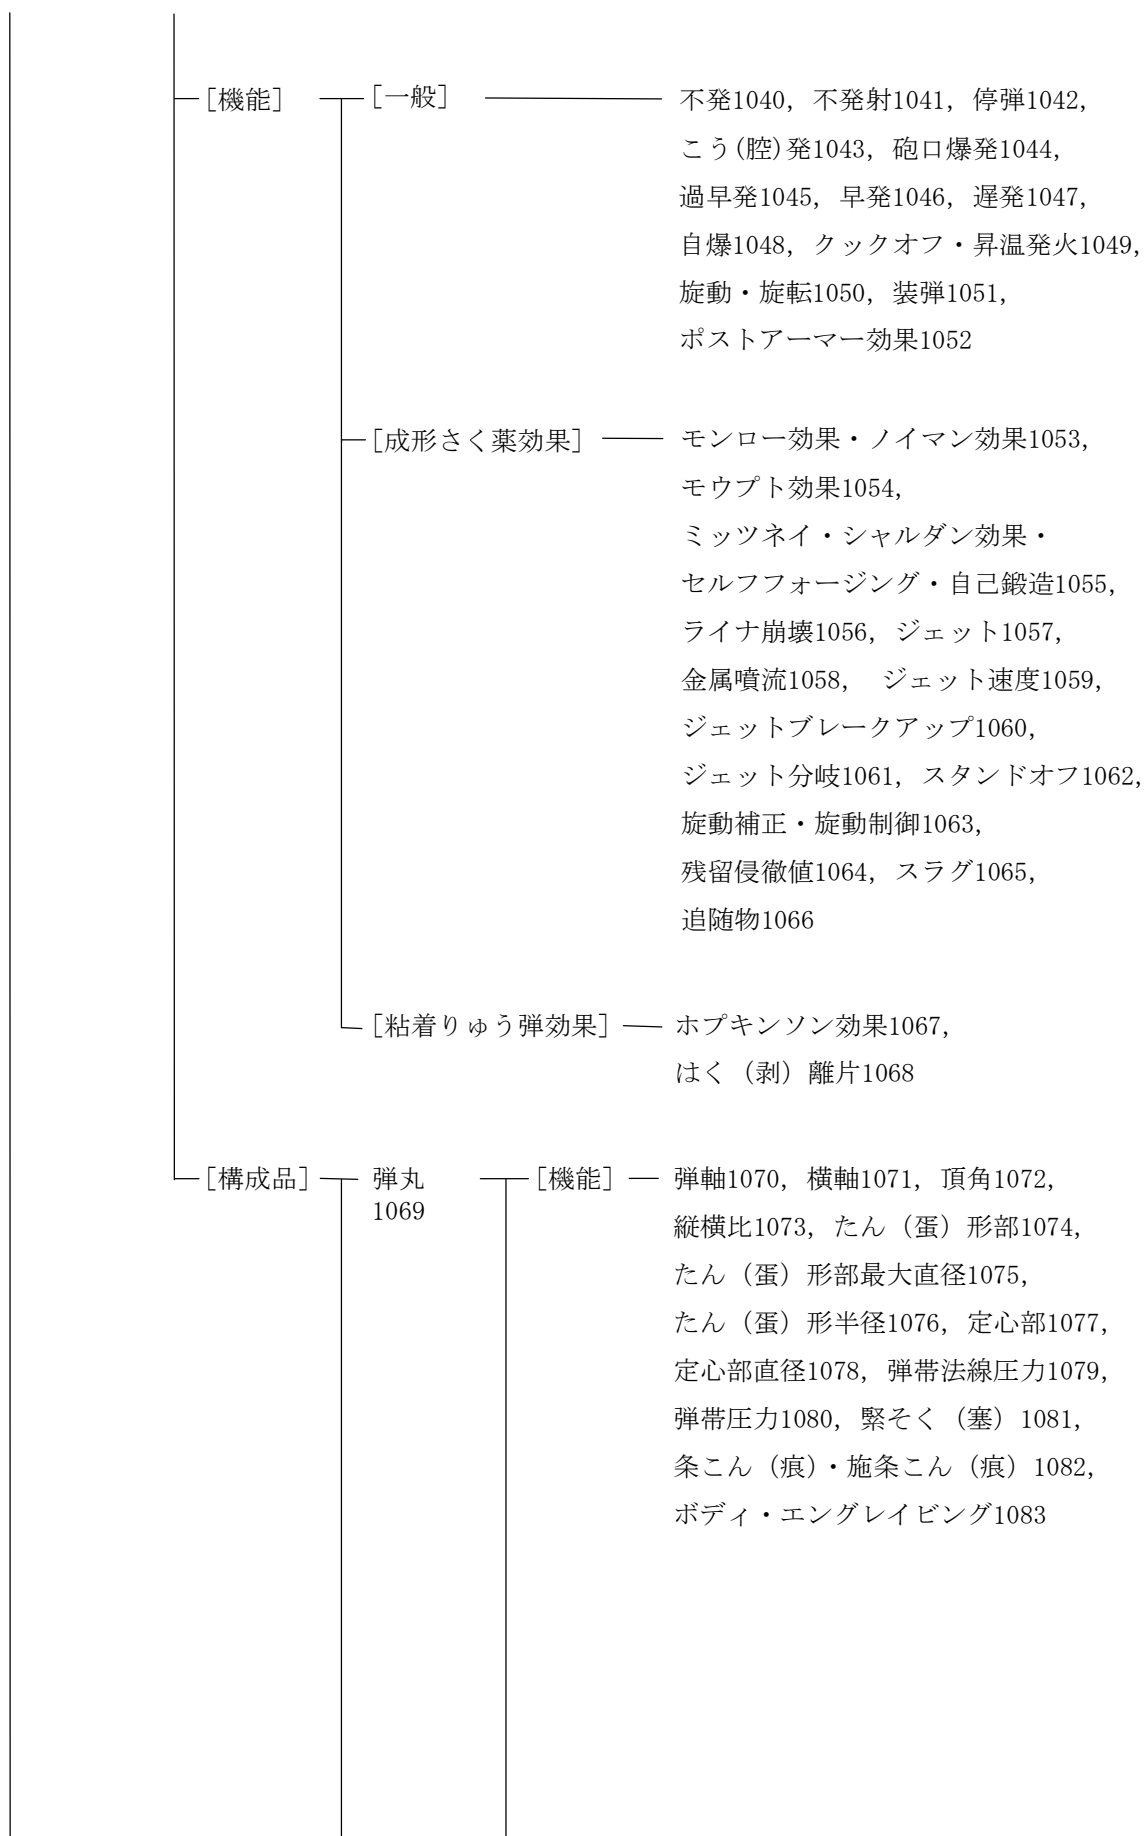 [機能] [一般] 不発1040, 不発射1041, 停弾1042,
こう(腔)発1043, 砲口爆発1044,
過早発1045, 早発1046, 遅発1047,
自爆1048, クックオフ・昇温発火1049,
旋動・旋転1050, 装弾1051,
ポストアーマー効果1052
[成形さく薬効果] モンロー効果・ノイマン効果1053,
モウプト効果1054,
ミッツネイ・シャルダン効果・
セルフフォージング・自己鍛造1055,
ライナ崩壊1056, ジェット1057,
金属噴流1058, ジェット速度1059,
ジェットブレークアップ1060,
ジェット分岐1061, スタンドオフ1062,
旋動補正・旋動制御1063,
残留侵徹値1064, スラグ1065,
追随物1066
[粘着りゅう弾効果] ホプキンソン効果1067,
はく（剥）離片1068
[構成品] 弾丸 [機能] 弾軸1070, 横軸1071, 頂角1072,
1069
縦横比1073, たん（蛋）形部1074,
たん（蛋）形部最大直径1075,
たん（蛋）形半径1076, 定心部1077,
定心部直径1078, 弾帯法線圧力1079,
弾帯圧力1080, 緊そく（塞）1081,
条こん（痕）・施条こん（痕）1082,
ボディ・エングレイビング1083